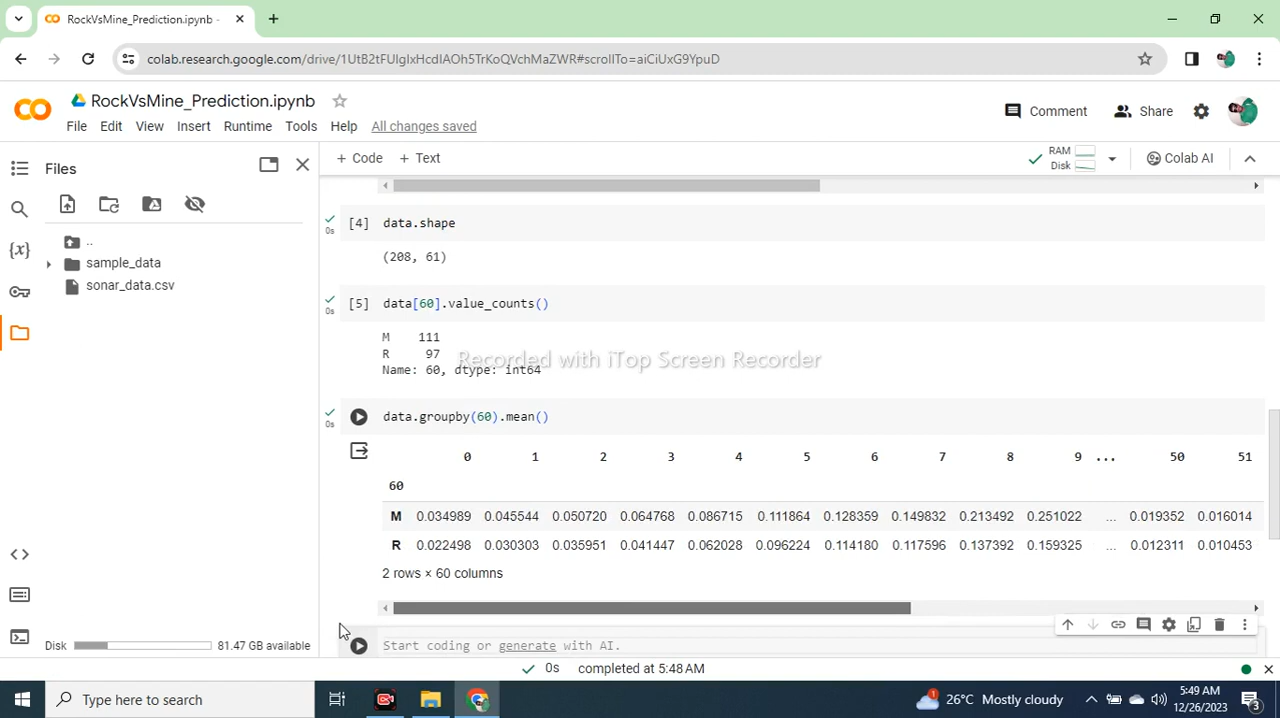 RockVsMine_Prediction.ipynb -
colab.research.google.com/drive/1UtB2tFUIgIxHcdIAOh5TrKoQVchMaZWR#scrollTo=aiCiUxG9YpuD
RockVsMine_Prediction.ipynb
Comment
Share
File Edit View Insert Runtime Tools Help All changes saved
Files
+ Code + Text
RAM
Disk
Colab AI
{x}
..
sample_data
sonar_data.csv
0s
[4] data.shape
(208, 61)
0s
[5] data[60].value_counts()
M 111
R 97
Name: 60, dtype: int64
Recorded with iTop Screen Recorder
0s
data.groupby(60).mean()
0 1 2 3 4 5 6 7 8 9 ... 50 51
60
M 0.034989 0.045544 0.050720 0.064768 0.086715 0.111864 0.128359 0.149832 0.213492 0.251022 ... 0.019352 0.016014
R 0.022498 0.030303 0.035951 0.041447 0.062028 0.096224 0.114180 0.117596 0.137392 0.159325 ... 0.012311 0.010453
2 rows × 60 columns
Start coding or generate with AI.
Disk 81.47 GB available
0s completed at 5:48 AM
Type here to search
1
26°C Mostly cloudy
5:49 AM
12/26/2023
3